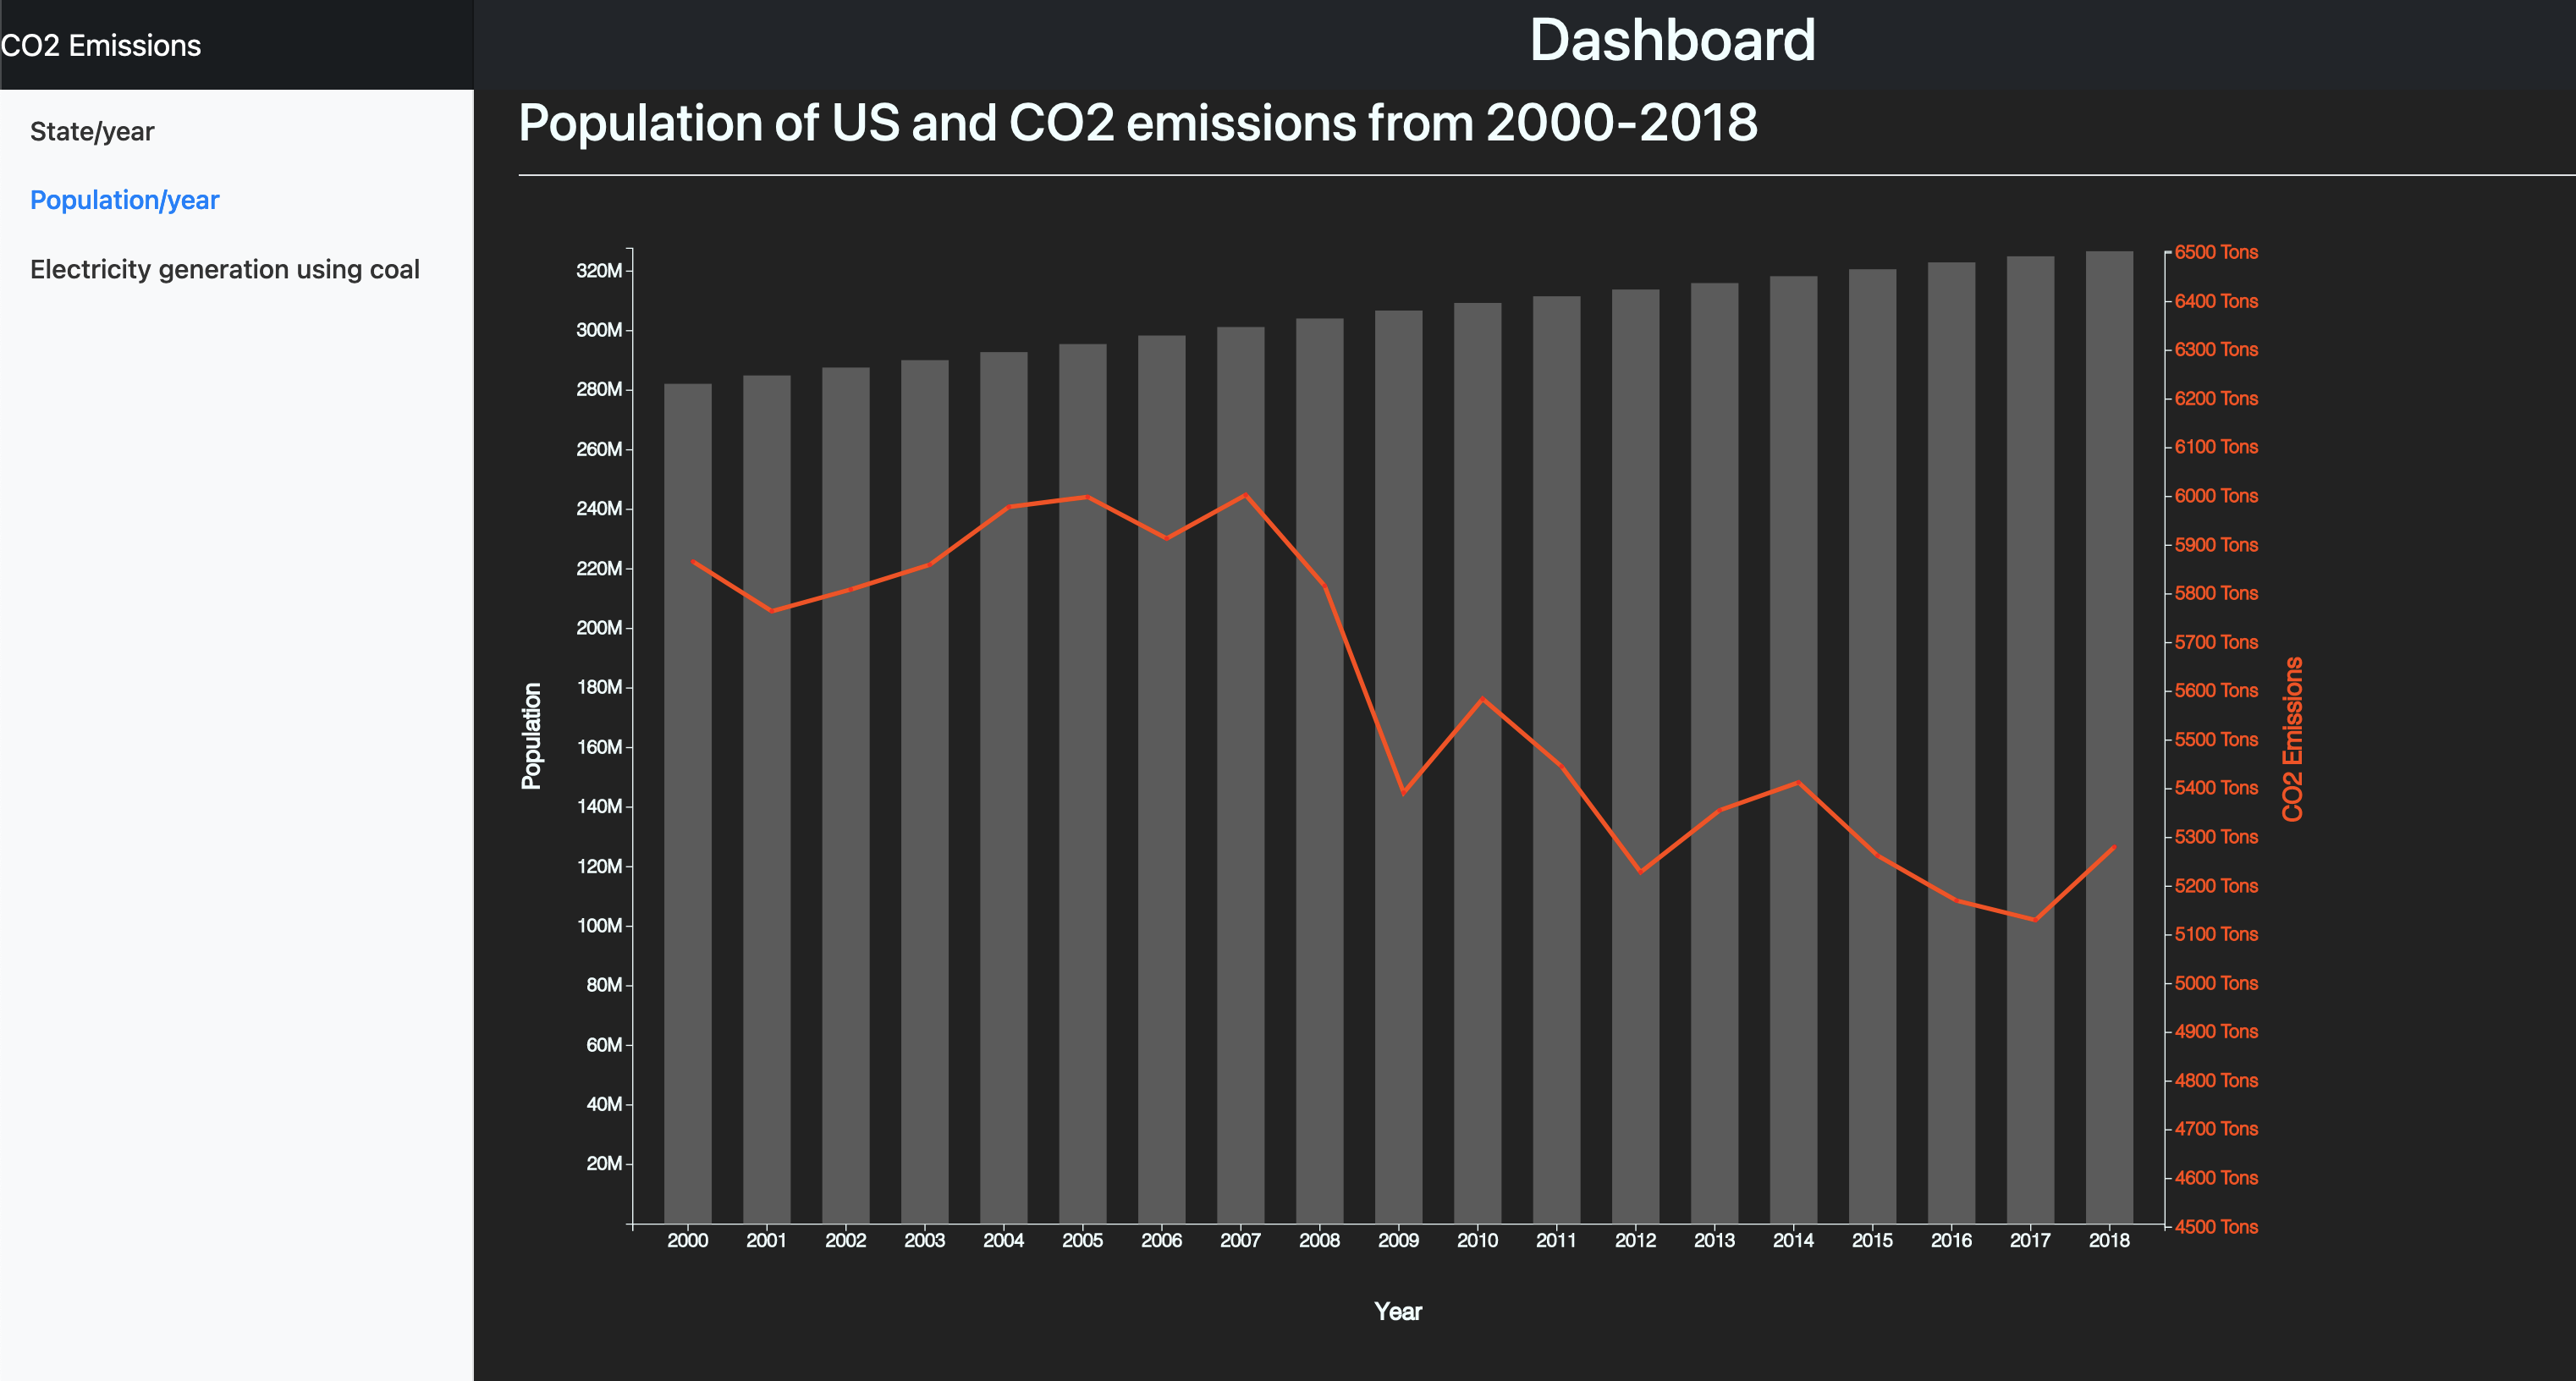 CO2 Emissions
Dashboard
State/year
Population/year
Electricity generation using coal
Population of US and CO2 emissions from 2000-2018
Population
320M
300M
280M
260M
240M
220M
200M
180M
160M
140M
120M
100M
80M
60M
40M
20M
6500 Tons
6400 Tons
6300 Tons
6200 Tons
6100 Tons
6000 Tons
5900 Tons
5800 Tons
5700 Tons
5600 Tons
5500 Tons
5400 Tons
5300 Tons
5200 Tons
5100 Tons
5000 Tons
4900 Tons
4800 Tons
4700 Tons
4600 Tons
4500 Tons
CO2 Emissions
2000 2001 2002 2003 2004 2005 2006 2007 2008 2009 2010 2011 2012 2013 2014 2015 2016 2017 2018
Year